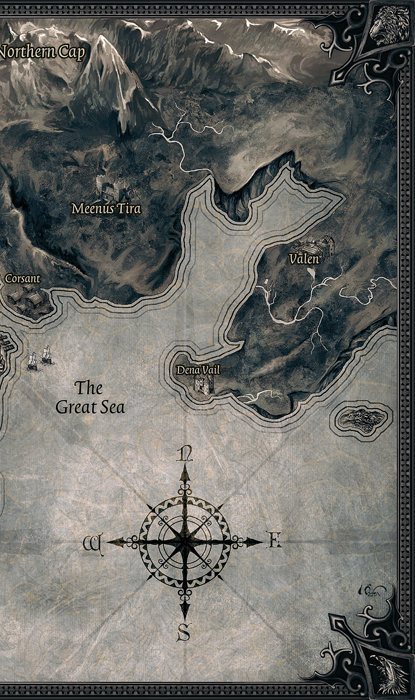 Northern Cap
Meenus Tira
Valen
Corsant
Dena Vail
The
Great Sea
N
W
E
S